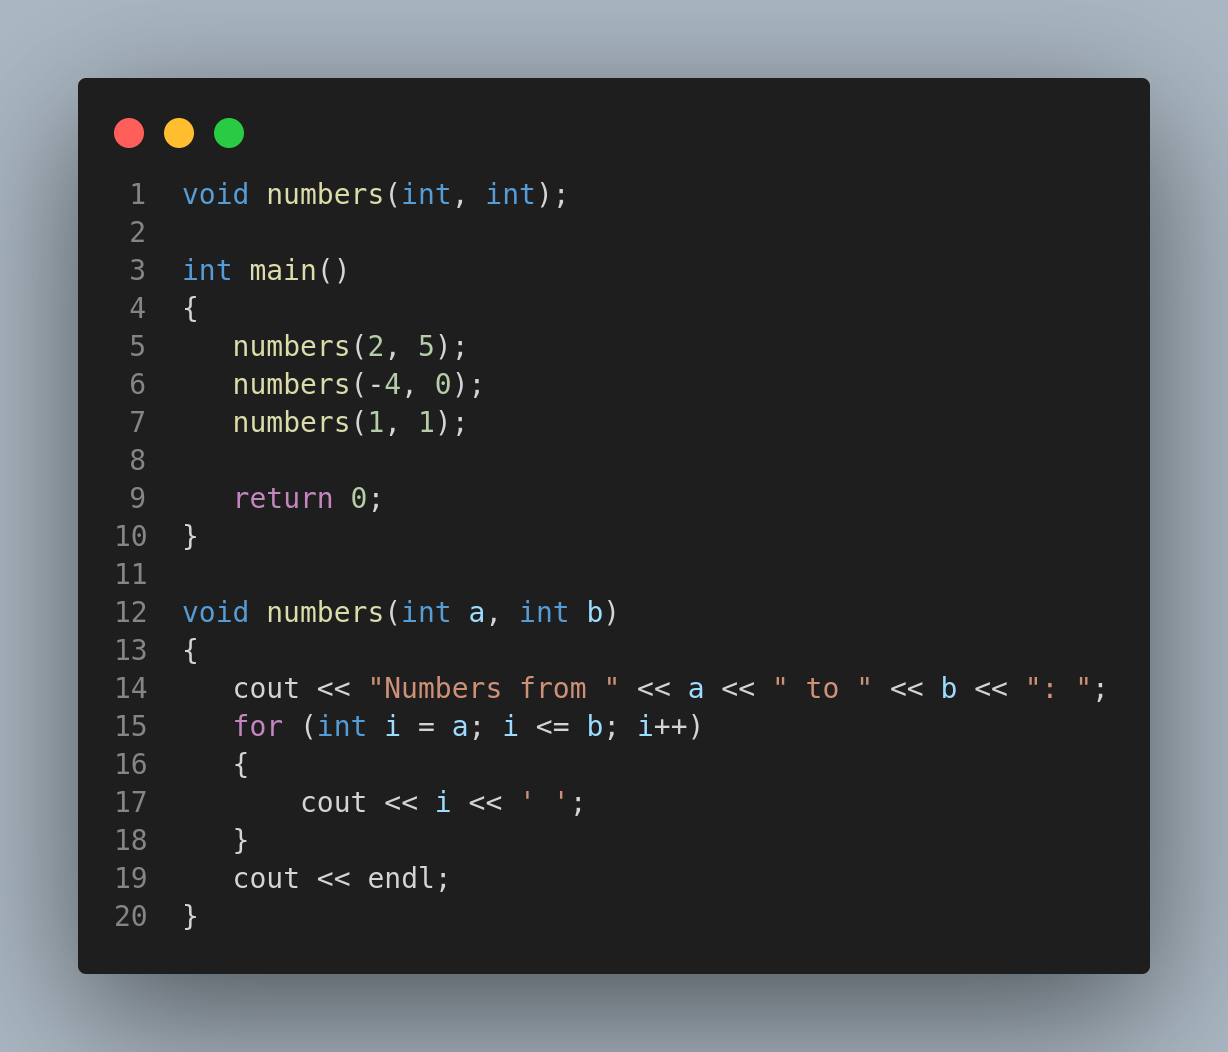 1 void numbers(int, int);
2
3 int main()
4 {
5    numbers(2, 5);
6    numbers(-4, 0);
7    numbers(1, 1);
8
9    return 0;
10 }
11
12 void numbers(int a, int b)
13 {
14    cout << "Numbers from " << a << " to " << b << ": ";
15    for (int i = a; i <= b; i++)
16    {
17        cout << i << ' ';
18    }
19    cout << endl;
20 }